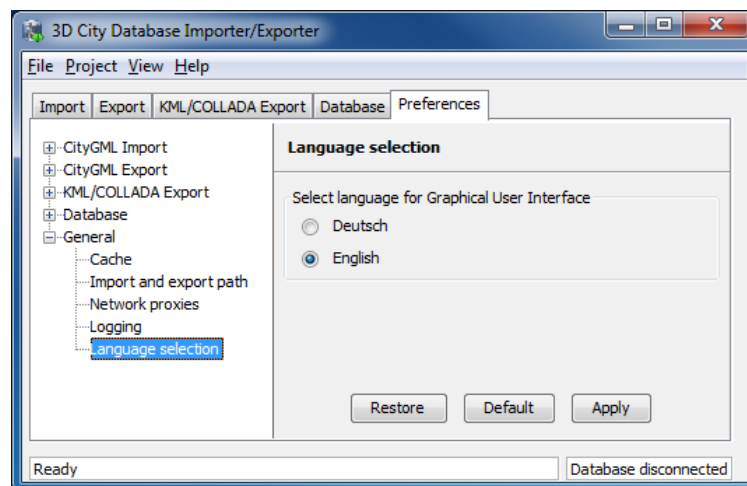 3D City Database Importer/Exporter
File Project View Help
Import Export KML/COLLADA Export Database Preferences
CityGML Import
CityGML Export
KML/COLLADA Export
Database
General
Cache
Import and export path
Network proxies
Logging
Language selection
Language selection
Select language for Graphical User Interface
Deutsch
English
Restore Default Apply
Ready Database disconnected